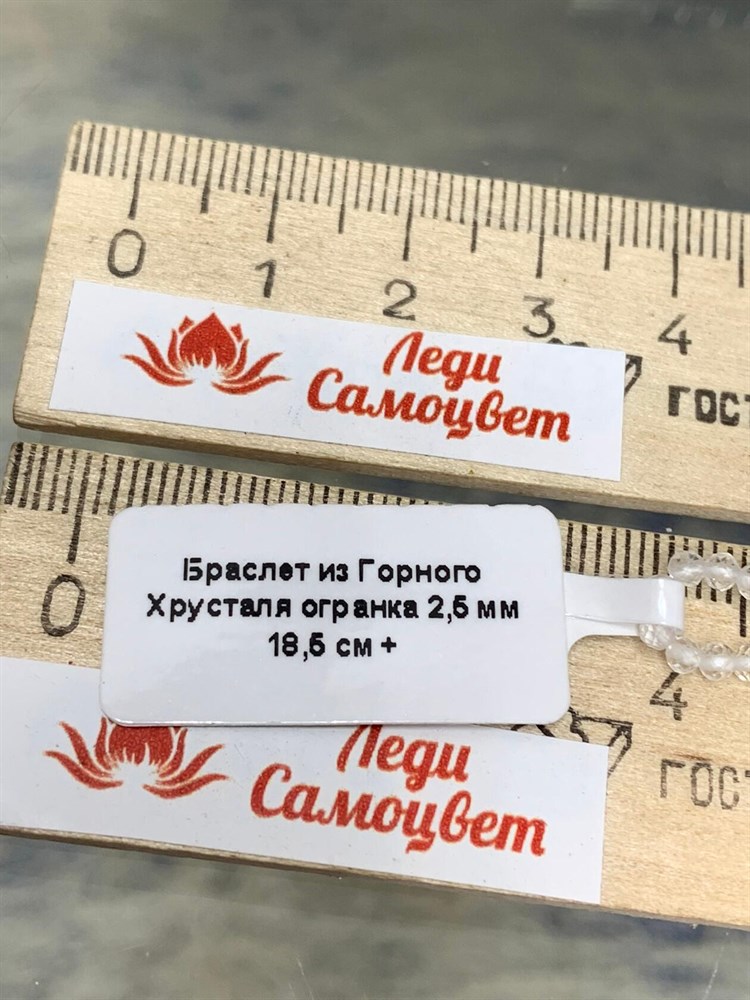 0 1 2 3 4
Леди
Самоцвет
ГОСТ
Браслет из Горного
Хрусталя огранка 2,5 мм
18,5 см +
0 4
Леди
Самоцвет
ГОС